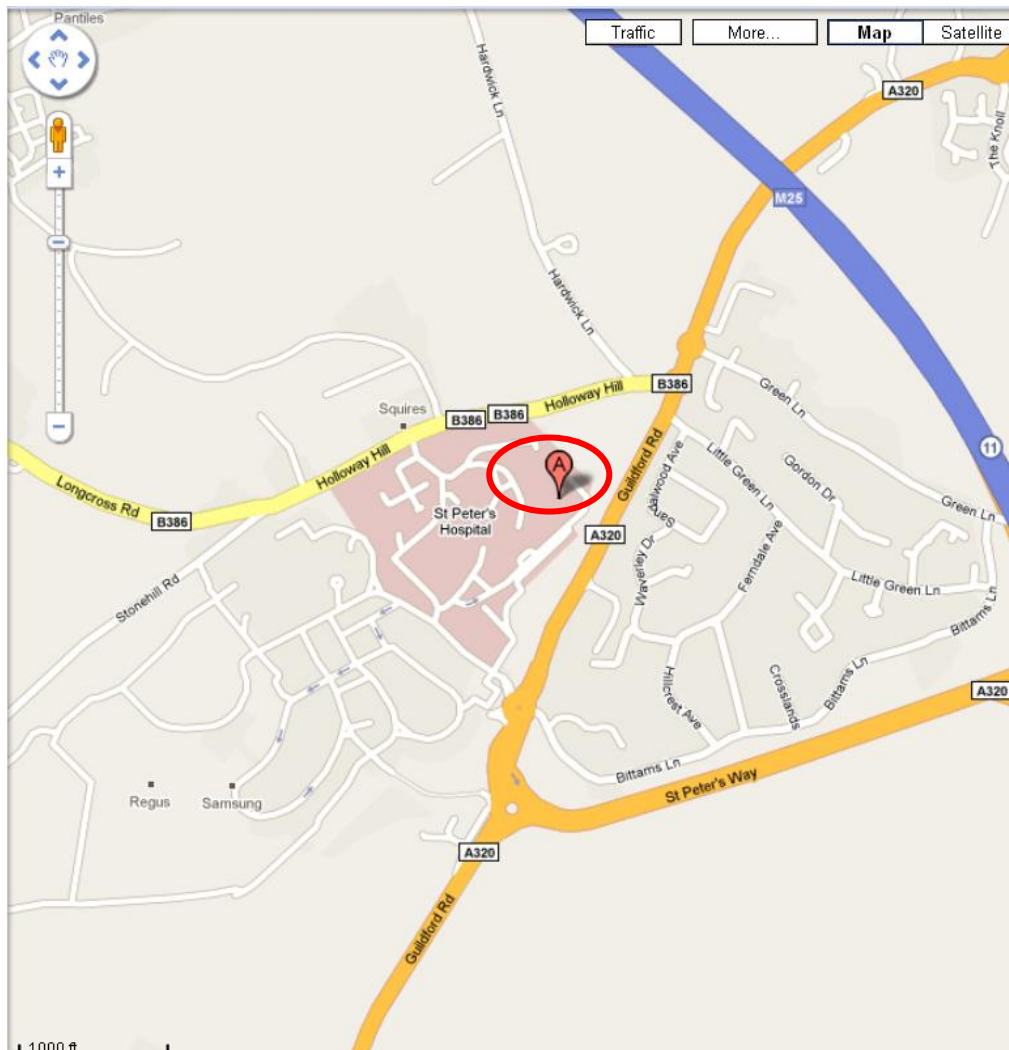 Pantiles
Traffic
More...
Map
Satellite
Hardwick Ln
A320
The Knoll
M25
Hardwick Ln
B386
Squires
B386
B386
Holloway Hill
Green Ln
11
Holloway Hill
A
Guildford Rd
Little Green Ln
Gordon Dr
Longcross Rd
B386
St Peter's
Hospital
A320
Waverley Dr
Ferndale Ave
Green Ln
Stonehill Rd
Little Green Ln
Bittams Ln
Hillcrest Ave
Crosslands
Bittams Ln
A320
Bittams Ln
St Peter's Way
Regus
Samsung
A320
Guildford Rd
1000 ft